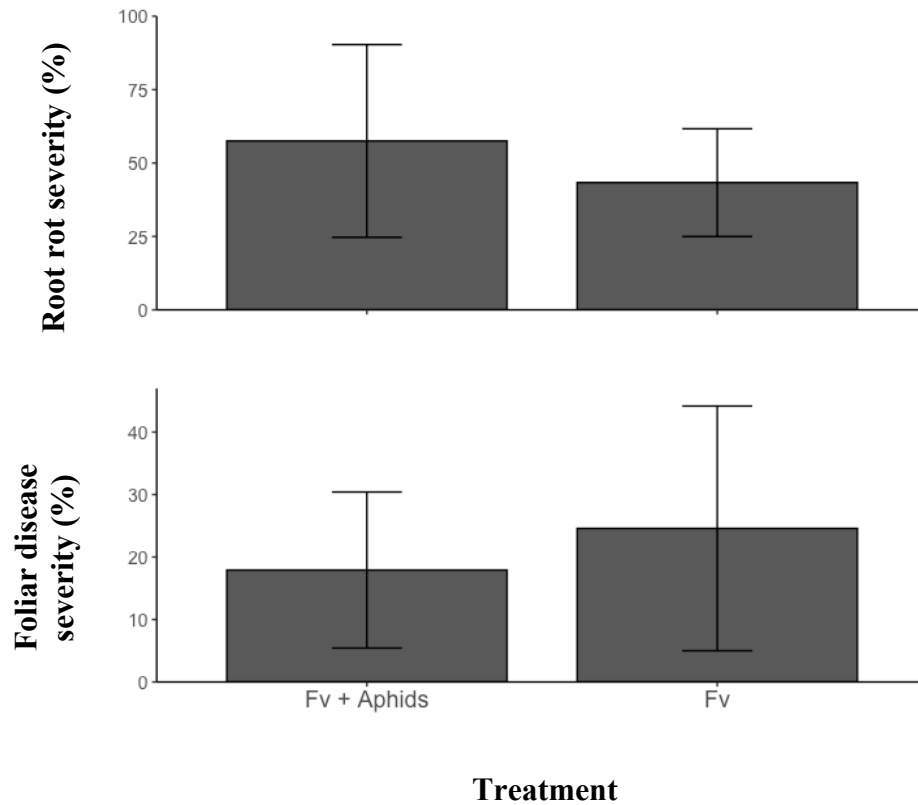 Root rot severity (%)
100
75
50
25
0
Foliar disease
severity (%)
40
30
20
10
0
Fv + Aphids
Fv
Treatment